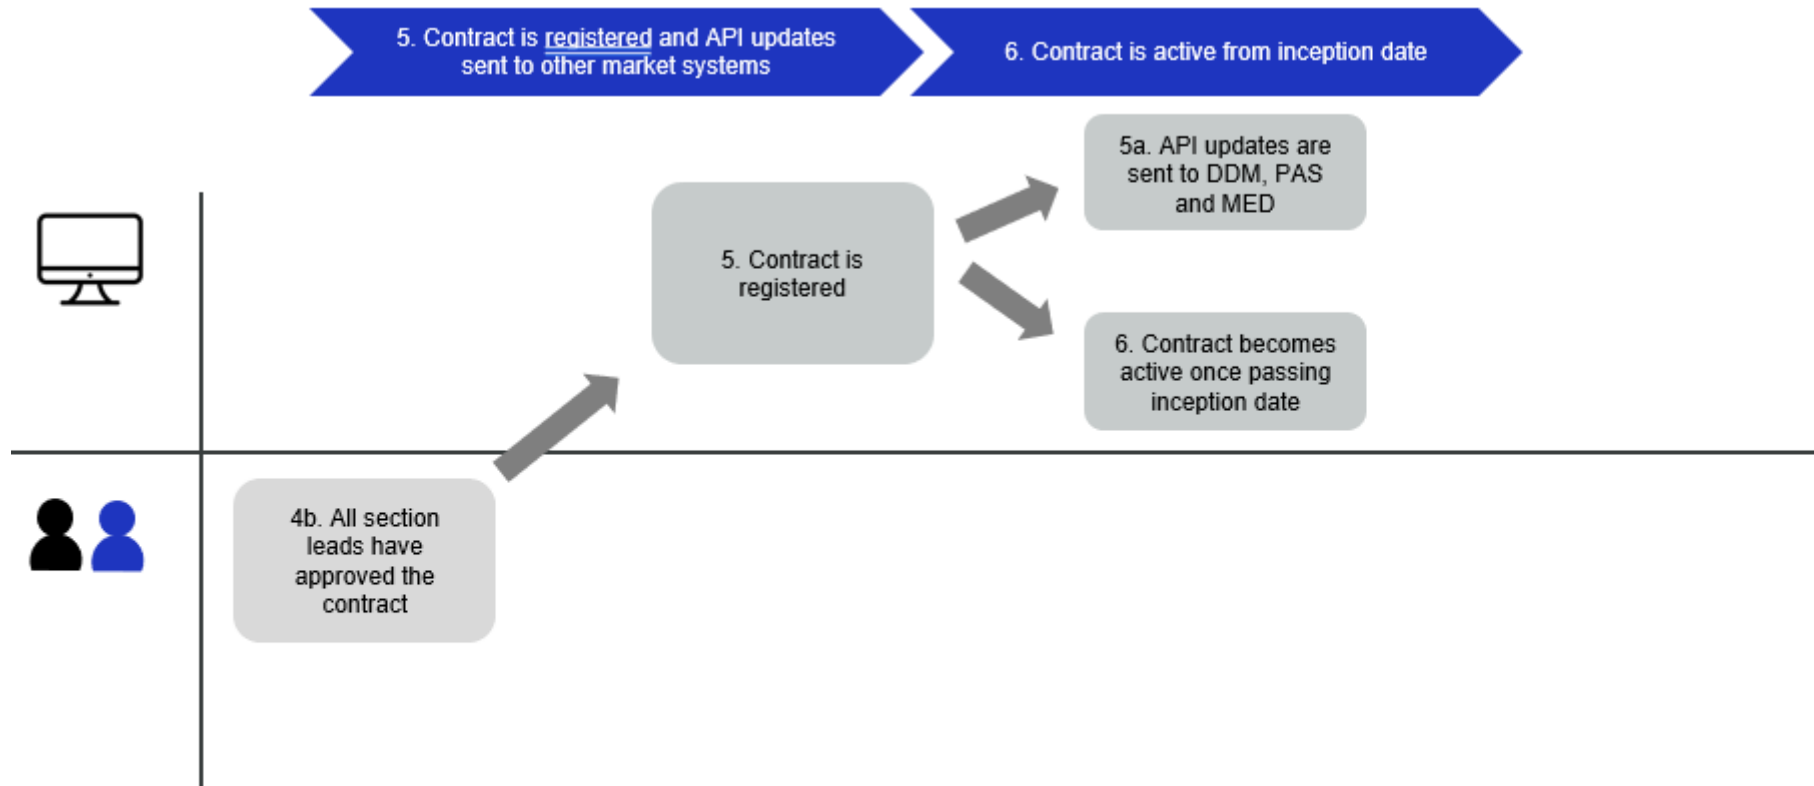 5. Contract is registered and API updates
sent to other market systems
6. Contract is active from inception date
5a. API updates are
sent to DDM, PAS
and MED
5. Contract is
registered
6. Contract becomes
active once passing
inception date
4b. All section
leads have
approved the
contract